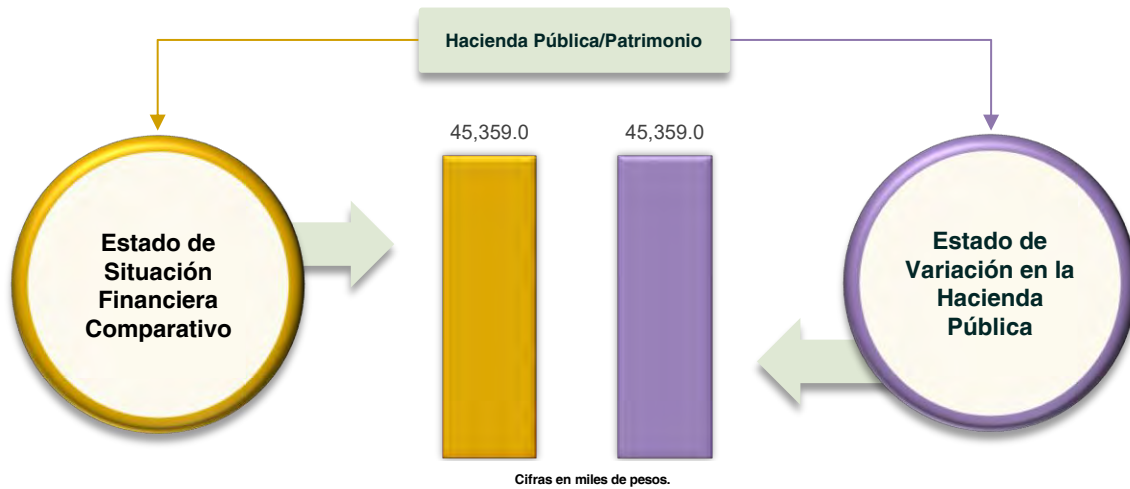 Hacienda Pública/Patrimonio
45,359.0
45,359.0
Estado de
Situación
Financiera
Comparativo
Estado de
Variación en la
Hacienda
Pública
Cifras en miles de pesos.